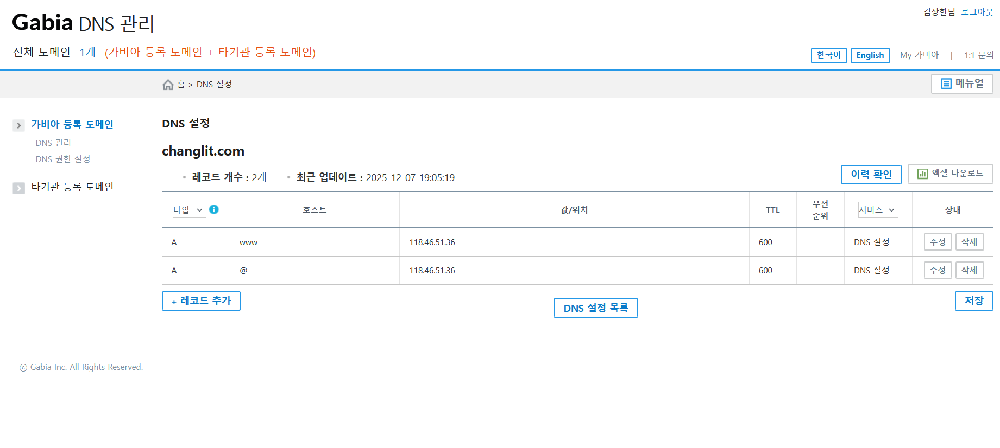 Gabia DNS 관리
김상한님 로그아웃
전체 도메인 1개 (가비아 등록 도메인 + 타기관 등록 도메인)
한국어 English My 가비아 | 1:1 문의
홈 > DNS 설정
메뉴얼
가비아 등록 도메인
DNS 관리
DNS 권한 설정
타기관 등록 도메인
DNS 설정
changlit.com
• 레코드 개수 : 2개 • 최근 업데이트 : 2025-12-07 19:05:19
이력 확인 엑셀 다운로드
타입 호스트 값/위치 TTL 우선 순위 서비스 상태
A www 118.46.51.36 600 DNS 설정 수정 삭제
A @ 118.46.51.36 600 DNS 설정 수정 삭제
+ 레코드 추가
DNS 설정 목록
저장
ⓒ Gabia Inc. All Rights Reserved.